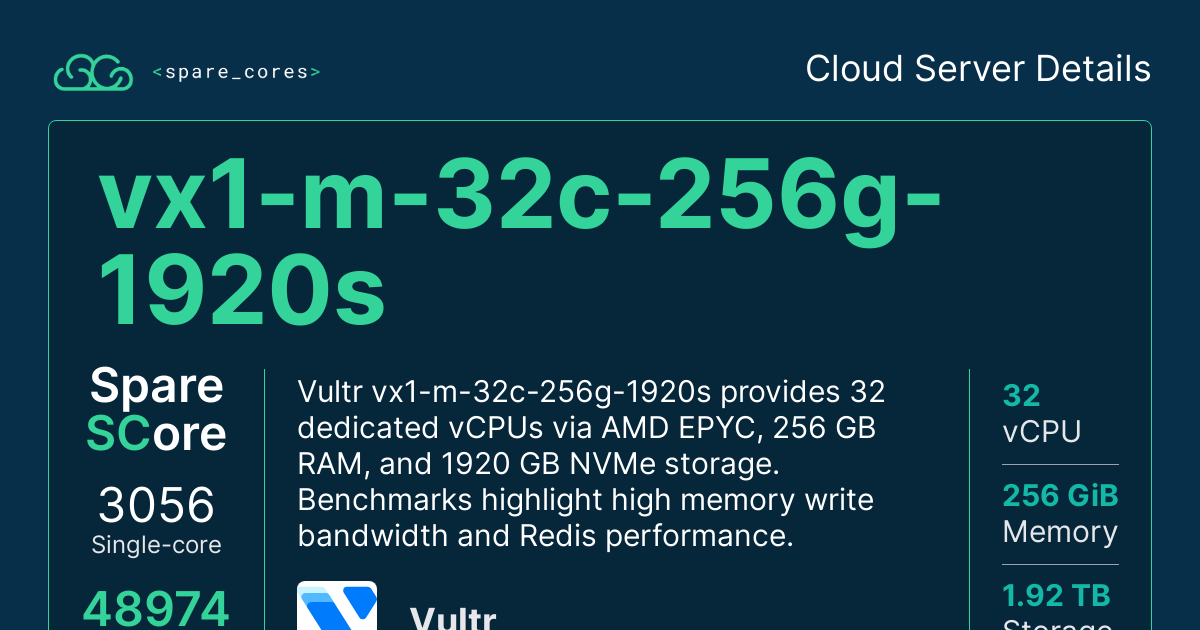 <spare_cores>
Cloud Server Details
vx1-m-32c-256g-
1920s
Spare
SCore
3056
Single-core
48974
Vultr vx1-m-32c-256g-1920s provides 32
dedicated vCPUs via AMD EPYC, 256 GB
RAM, and 1920 GB NVMe storage.
Benchmarks highlight high memory write
bandwidth and Redis performance.
Vultr
32
vCPU
256 GiB
Memory
1.92 TB
Storage